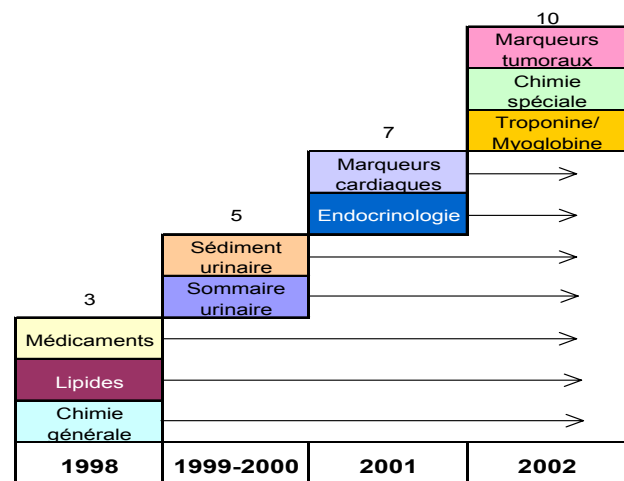 10
Marqueurs
tumoraux
Chimie
spéciale
Troponine/
Myoglobine
7
Marqueurs
cardiaques
Endocrinologie
5
Sédiment
urinaire
Sommaire
urinaire
3
Médicaments
Lipides
Chimie
générale
1998
1999-2000
2001
2002